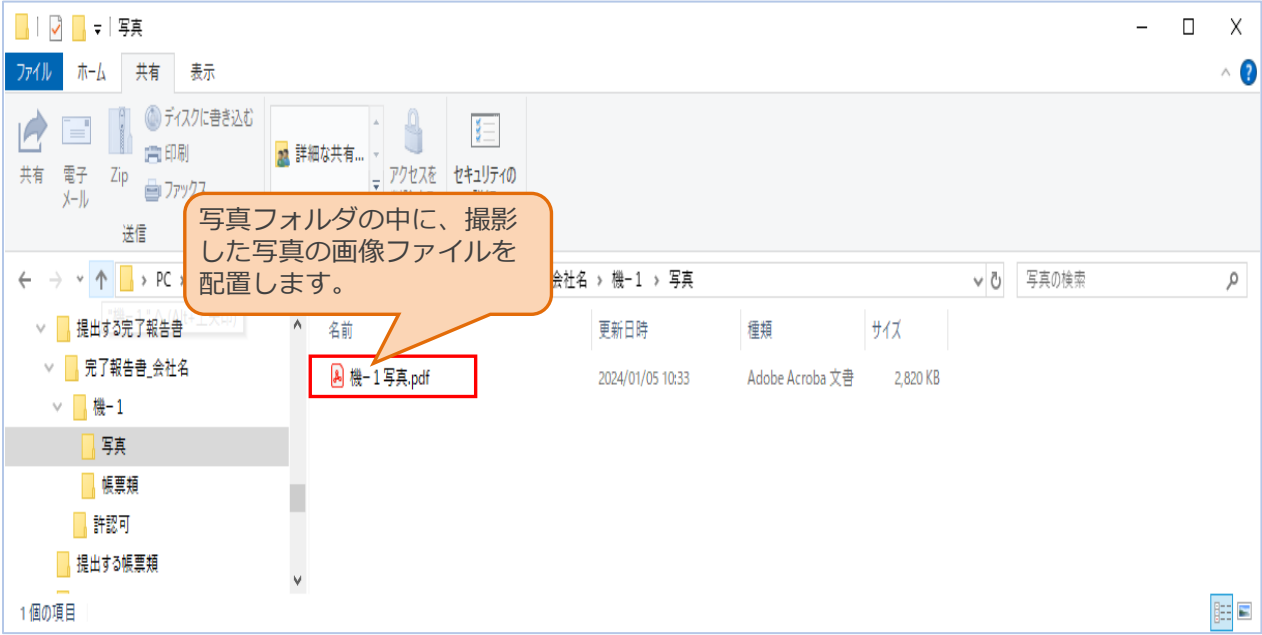 写真
ファイル ホーム 共有 表示
共有
電子
メール
Zip
ディスクに書き込む
印刷
ファックス
送信
詳細な共有...
アクセスを
セキュリティの
写真フォルダの中に、撮影
した写真の画像ファイルを
配置します。
PC
会社名 › 機-1 › 写真
写真の検索
提出する完了報告書
完了報告書_会社名
機-1
写真
帳票類
許認可
提出する帳票類
名前 更新日時 種類 サイズ
機-1写真.pdf 2024/01/05 10:33 Adobe Acroba 文書 2,820 KB
1 個の項目